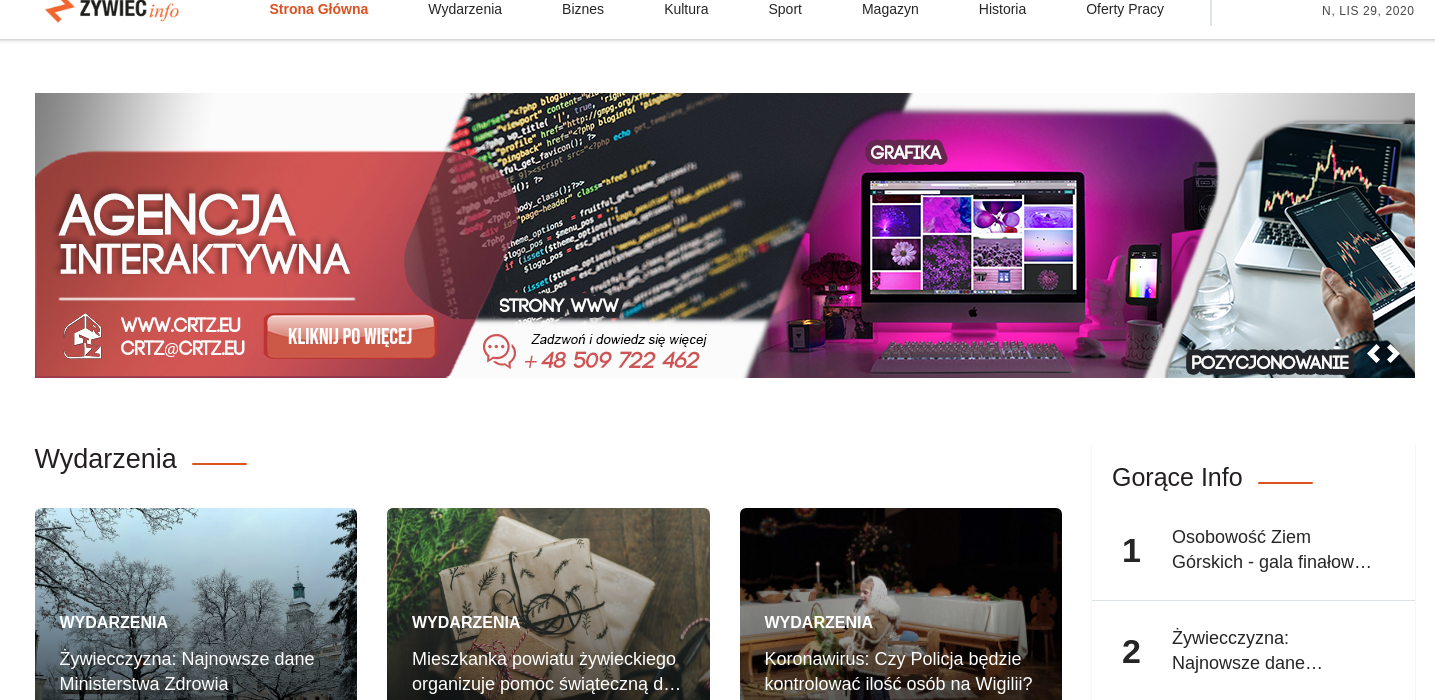 ŻYWIEC info
Strona Główna
Wydarzenia
Biznes
Kultura
Sport
Magazyn
Historia
Oferty Pracy
N, LIS 29, 2020
AGENCJA
INTERAKTYWNA
WWW.CRTZ.EU
CRTZ@CRTZ.EU
KLIKNIJ PO WIĘCEJ
STRONY WWW
Zadzwoń i dowiedz się więcej
+48 509 722 462
GRAFIKA
POZYCJONOWANIE
Wydarzenia
WYDARZENIA
Żywiecczyzna: Najnowsze dane
Ministerstwa Zdrowia
WYDARZENIA
Mieszkanka powiatu żywieckiego
organizuje pomoc świąteczną d…
WYDARZENIA
Koronawirus: Czy Policja będzie
kontrolować ilość osób na Wigilii?
Gorące Info
1
Osobowość Ziem
Górskich - gala finałow…
2
Żywiecczyzna:
Najnowsze dane…